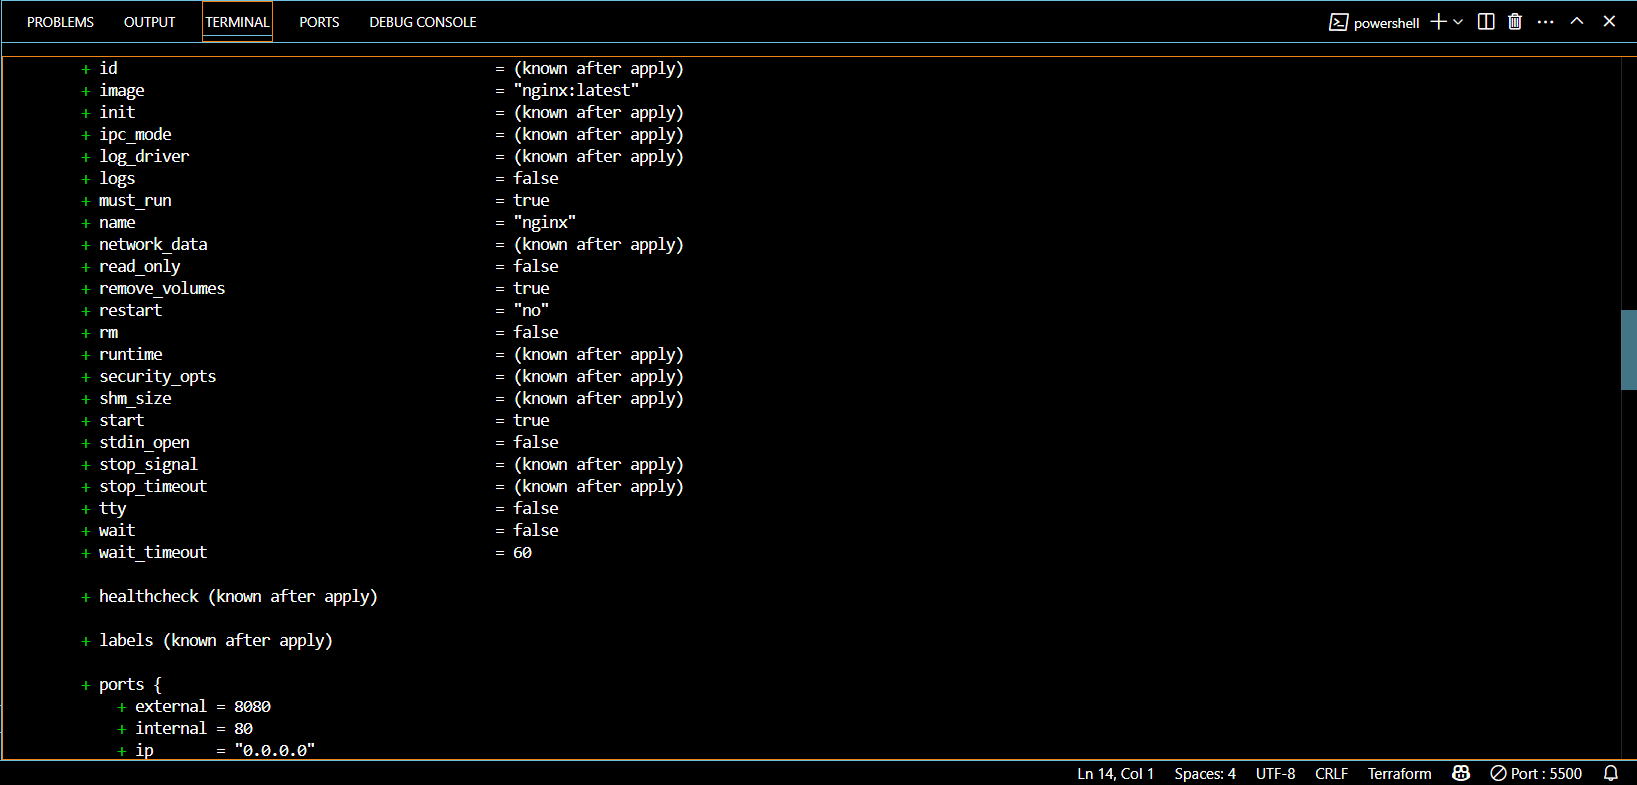 PROBLEMS OUTPUT TERMINAL PORTS DEBUG CONSOLE powershell
+ id = (known after apply)
+ image = "nginx:latest"
+ init = (known after apply)
+ ipc_mode = (known after apply)
+ log_driver = (known after apply)
+ logs = false
+ must_run = true
+ name = "nginx"
+ network_data = (known after apply)
+ read_only = false
+ remove_volumes = true
+ restart = "no"
+ rm = false
+ runtime = (known after apply)
+ security_opts = (known after apply)
+ shm_size = (known after apply)
+ start = true
+ stdin_open = false
+ stop_signal = (known after apply)
+ stop_timeout = (known after apply)
+ tty = false
+ wait = false
+ wait_timeout = 60
+ healthcheck (known after apply)
+ labels (known after apply)
+ ports {
+ external = 8080
+ internal = 80
+ ip = "0.0.0.0"
Ln 14, Col 1 Spaces: 4 UTF-8 CRLF Terraform Port : 5500